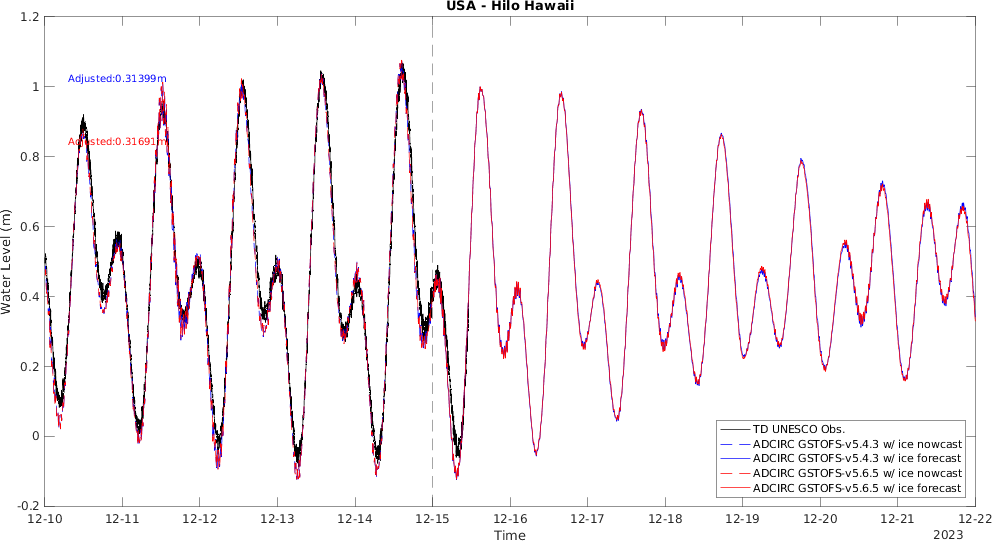 USA - Hilo Hawaii
1.2
1
0.8
0.6
0.4
0.2
0
-0.2
Water Level (m)
Adjusted:0.31399m
Adjusted:0.31691m
TD UNESCO Obs.
ADCIRC GSTOFS-v5.4.3 w/ ice nowcast
ADCIRC GSTOFS-v5.4.3 w/ ice forecast
ADCIRC GSTOFS-v5.6.5 w/ ice nowcast
ADCIRC GSTOFS-v5.6.5 w/ ice forecast
12-10 12-11 12-12 12-13 12-14 12-15 12-16 12-17 12-18 12-19 12-20 12-21 12-22
Time
2023